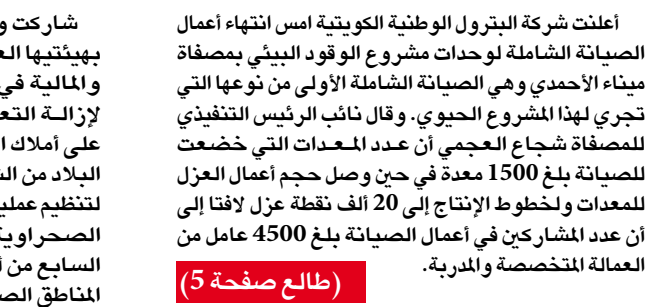 أعلنت شركة البترول الوطنية الكويتية امس انتهاء أعمال
الصيانة الشاملة لوحدات مشروع الوقود البيئي بمصفاة
ميناء الأحمدي وهي الصيانة الشاملة الأولى من نوعها التي
تجري لهذا المشروع الحيوي. وقال نائب الرئيس التنفيذي
للمصفاة شجاع العجمي أن عدد المعدات التي خضعت
للصيانة بلغ 1500 معدة في حين وصل حجم أعمال العزل
للمعدات ولخطوط الإنتاج إلى 20 ألف نقطة عزل لافتا إلى
أن عدد المشاركين في أعمال الصيانة بلغ 4500 عامل من
العمالة المتخصصة والمدربة.
(طالع صفحة 5)
شاركت و
بهيئتيها ال
والمالية في
لإزالة التع
على أملاك ا
البلاد من ال
لتنظيم عملي
الصحراوي
السابع من أ
المناطق الص